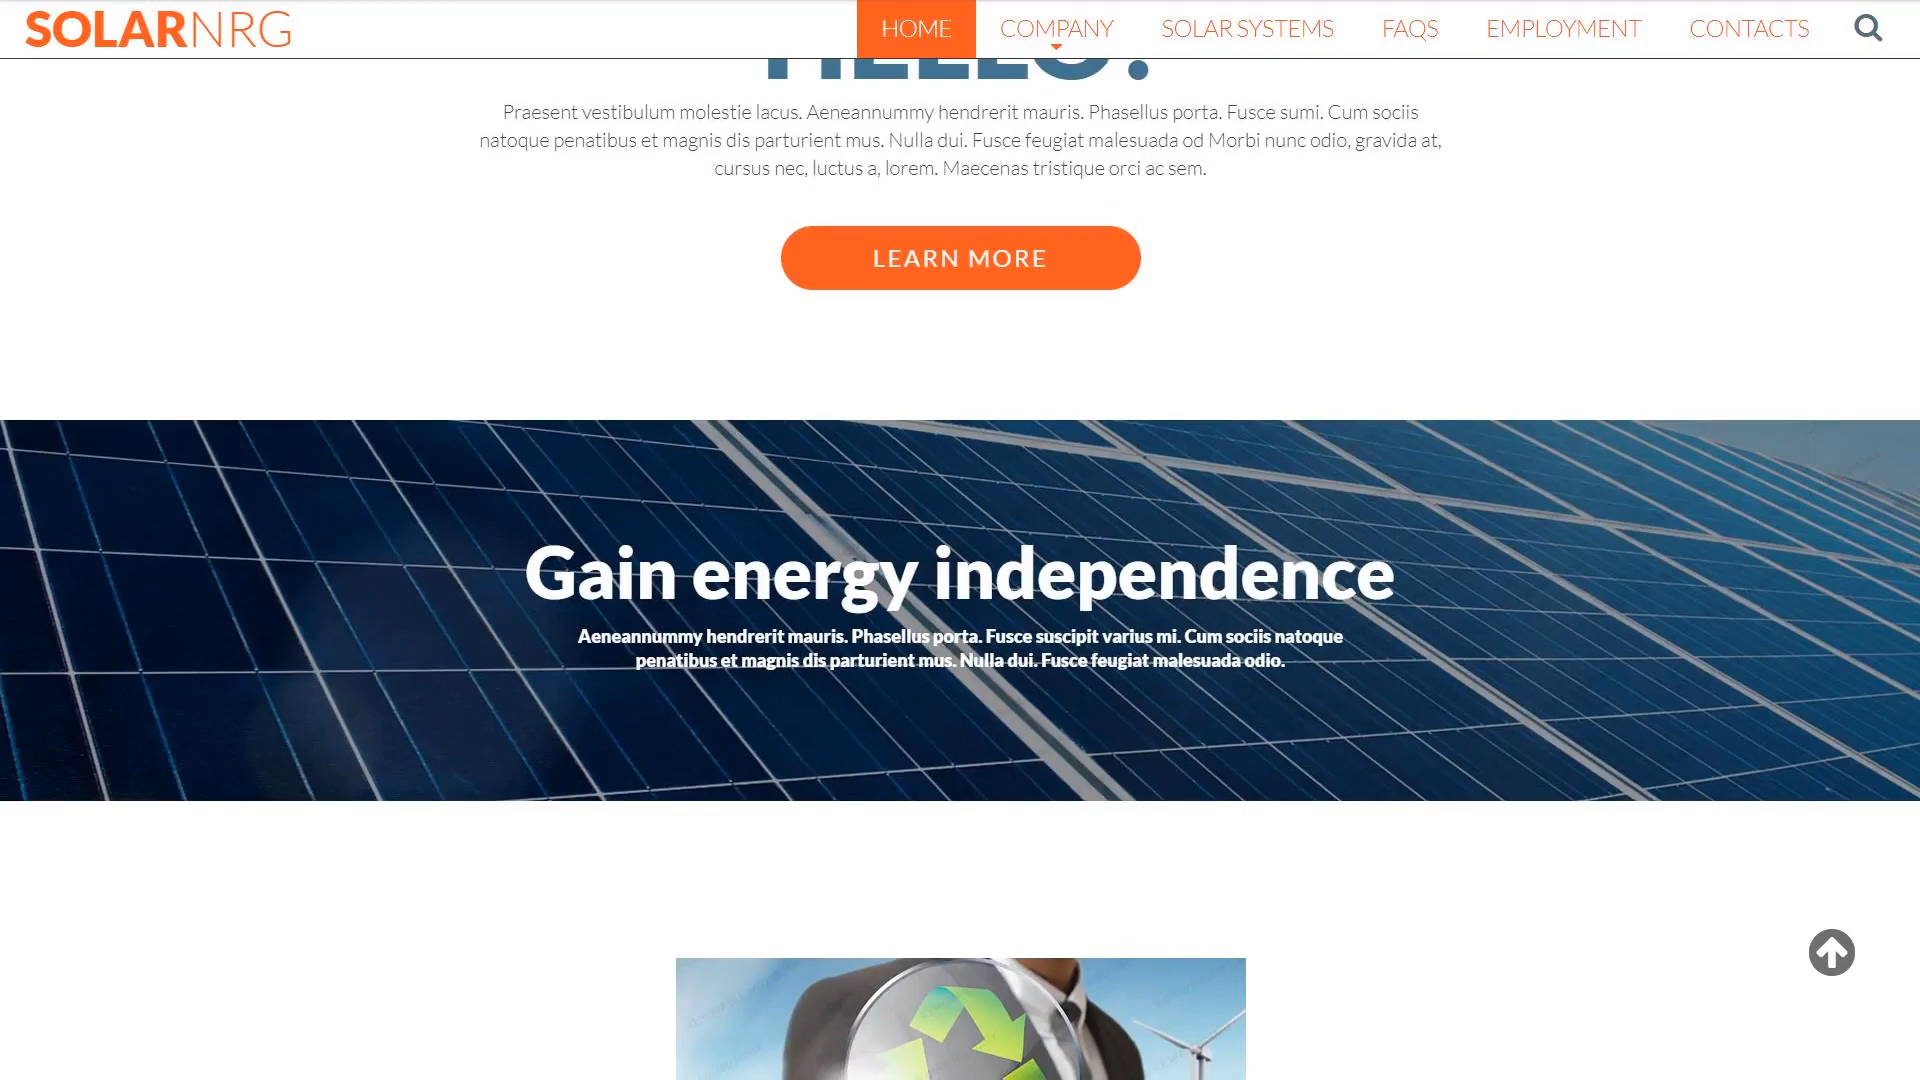 SOLARNRG
HOME COMPANY SOLAR SYSTEMS FAQS EMPLOYMENT CONTACTS
HELLO!
Praesent vestibulum molestie lacus. Aeneannummy hendrerit mauris. Phasellus porta. Fusce sumi. Cum sociis
natoque penatibus et magnis dis parturient mus. Nulla dui. Fusce feugiat malesuada od Morbi nunc odio, gravida at,
cursus nec, luctus a, lorem. Maecenas tristique orci ac sem.
LEARN MORE
Gain energy independence
Aeneannummy hendrerit mauris. Phasellus porta. Fusce suscipit varius mi. Cum sociis natoque
penatibus et magnis dis parturient mus. Nulla dui. Fusce feugiat malesuada odio.